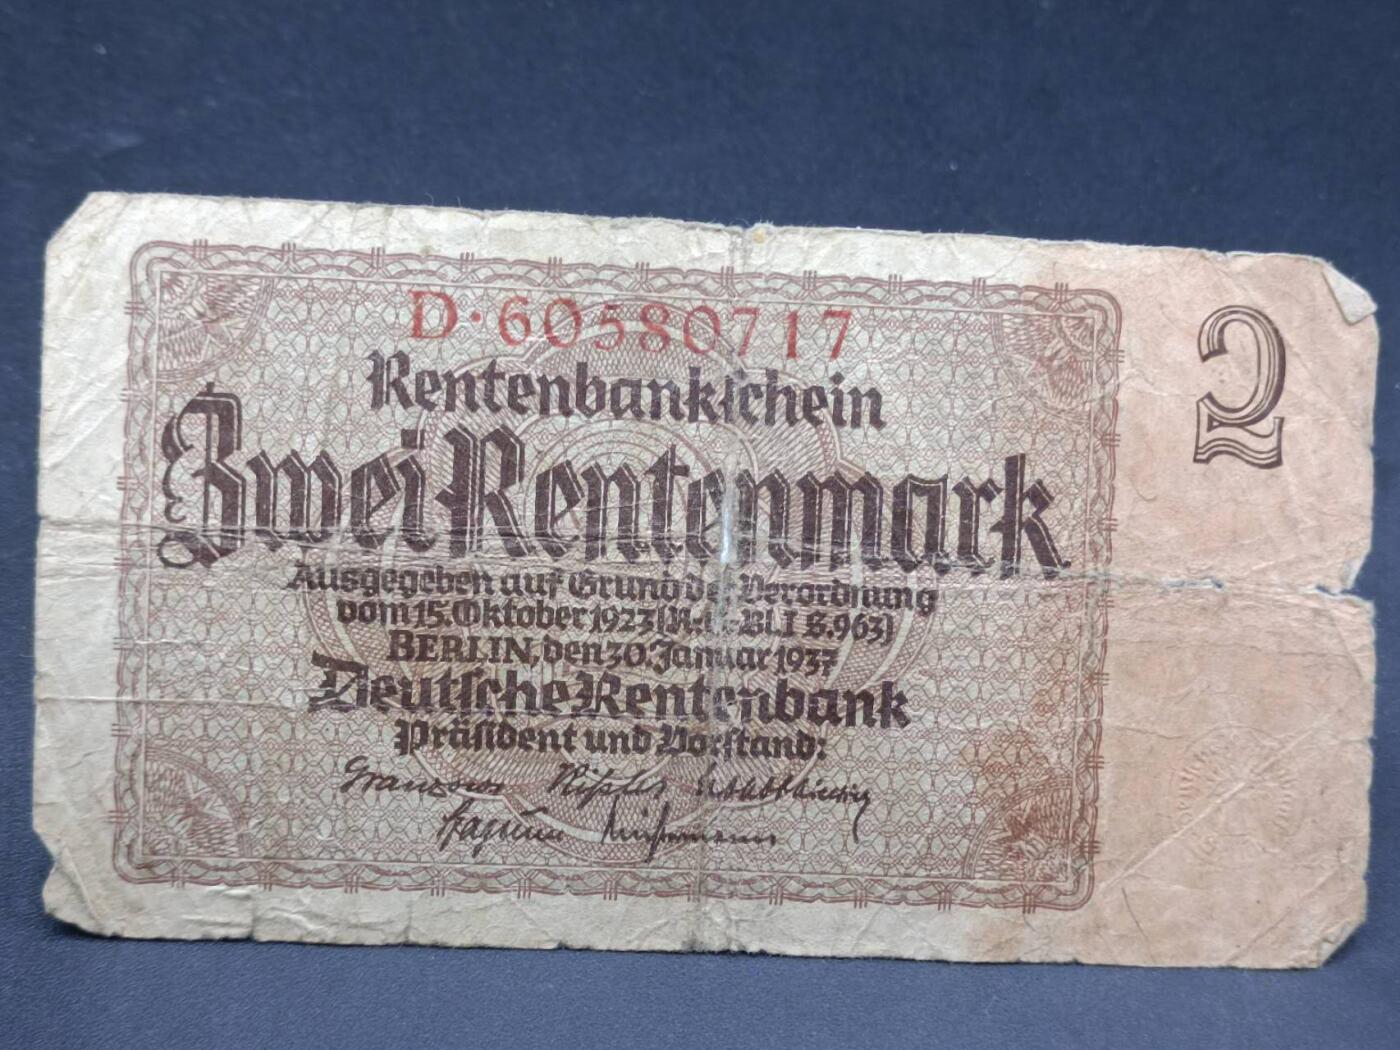 D·60580717
2
Rentenbankschein
Zwei Rentenmark
Ausgegeben auf Grund der Verordnung
vom 15. Oktober 1923 (R.-G.-Bl. I S. 963)
BERLIN, den 30. Januar 1937
Deutsche Rentenbank
Präsident und Vorstand: